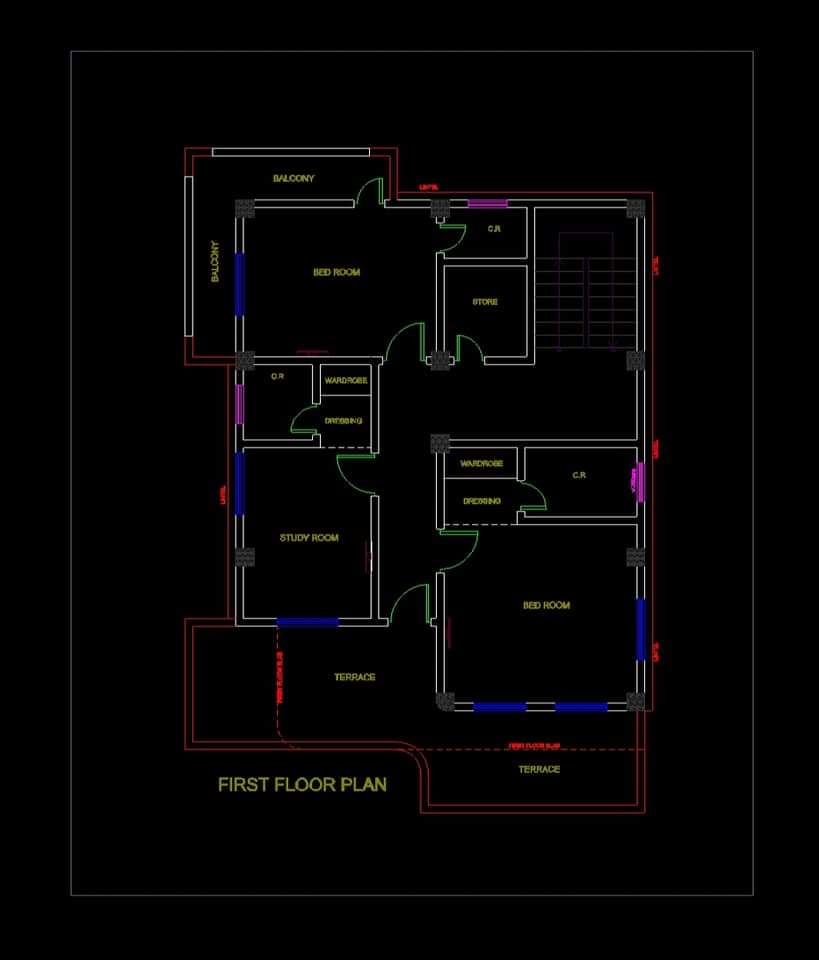 BALCONY
LINTEL
C.R
BALCONY
LINTEL
BED ROOM
STORE
C.R
WARDROBE
DRESSING
LINTEL
WARDROBE
C.R
LINTEL
DRESSING
STUDY ROOM
BED ROOM
LINTEL
FIRST FLOOR SLAB
TERRACE
FIRST FLOOR SLAB
TERRACE
FIRST FLOOR PLAN